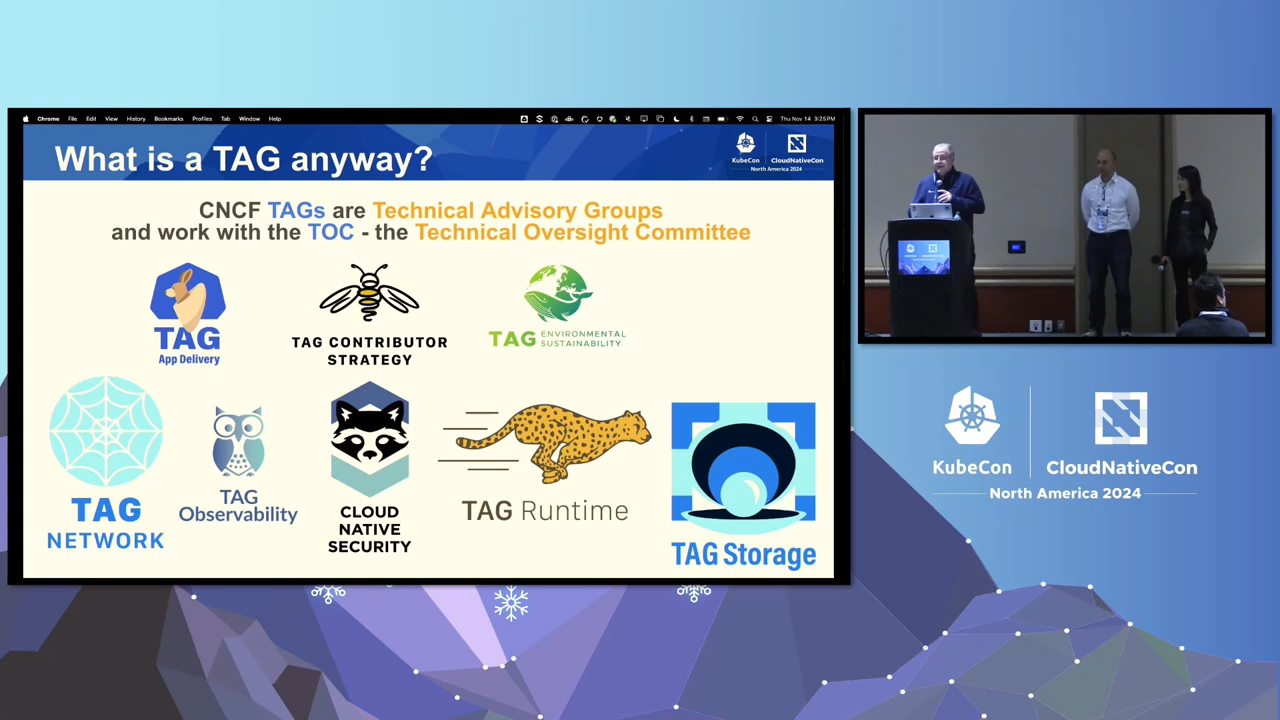 Chrome File Edit View History Bookmarks Profiles Tab Window Help Thu Nov 14 3:25PM
What is a TAG anyway?
KubeCon CloudNativeCon
North America 2024
CNCF TAGs are Technical Advisory Groups
and work with the TOC - the Technical Oversight Committee
TAG
App Delivery
TAG CONTRIBUTOR
STRATEGY
TAG ENVIRONMENTAL
SUSTAINABILITY
TAG
NETWORK
TAG
Observability
CLOUD
NATIVE
SECURITY
TAG Runtime
TAG Storage
KubeCon CloudNativeCon
North America 2024